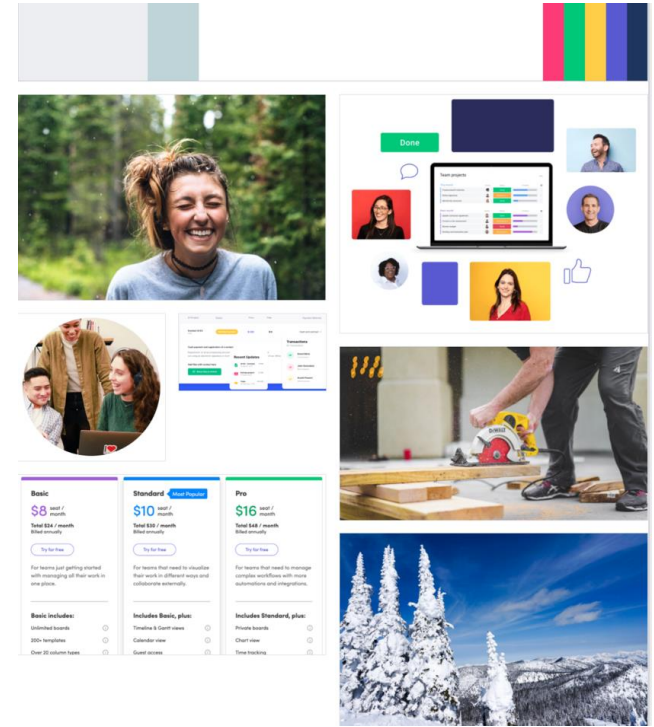 Done
Team projects
Recent Updates
Transactions
DEWALT
Basic
$8 seat /
month
Total $24 / month
Billed annually
Try for free
For teams just getting started
with managing all their work in
one place.
Basic includes:
Unlimited boards
200+ templates
Over 20 column types
Standard Most Popular
$10 seat /
month
Total $30 / month
Billed annually
Try for free
For teams that need to visualize
their work in different ways and
collaborate externally.
Includes Basic, plus:
Timeline & Gantt views
Calendar view
Guest access
Pro
$16 seat /
month
Total $48 / month
Billed annually
Try for free
For teams that need to manage
complex workflows with more
automations and integrations.
Includes Standard, plus:
Private boards
Chart view
Time tracking